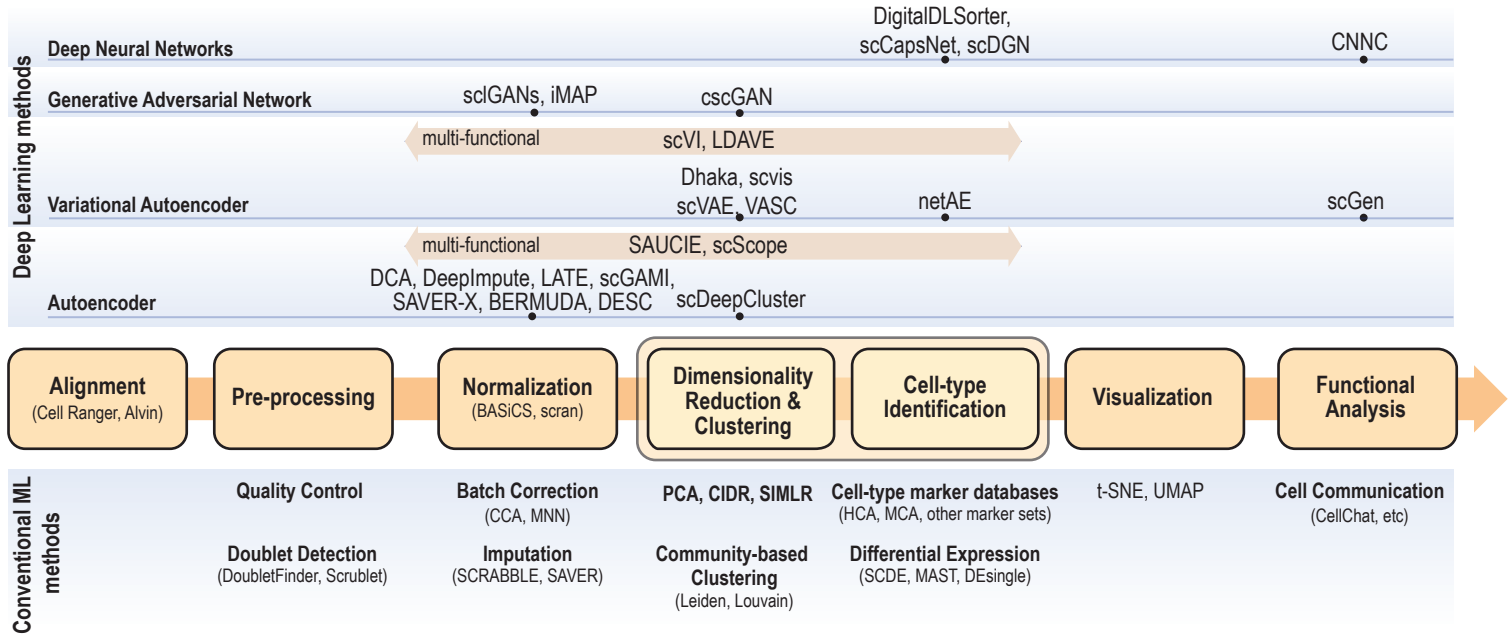 Deep Learning methods
DigitalDLSorter,
scCapsNet, scDGN
CNNC
Deep Neural Networks
Generative Adversarial Network
scIGANs, iMAP
cscGAN
multi-functional
scVI, LDAVE
Dhaka, scvis
scVAE, VASC
netAE
scGen
Variational Autoencoder
multi-functional
SAUCIE, scScope
DCA, DeepImpute, LATE, scGAMI,
SAVER-X, BERMUDA, DESC
scDeepCluster
Autoencoder
Alignment
(Cell Ranger, Alvin)
Pre-processing
Normalization
(BASiCS, scran)
Dimensionality
Reduction &
Clustering
Cell-type
Identification
Visualization
Functional
Analysis
Conventional ML
methods
Quality Control
Doublet Detection
(DoubletFinder, Scrublet)
Batch Correction
(CCA, MNN)
Imputation
(SCRABBLE, SAVER)
PCA, CIDR, SIMLR
Community-based
Clustering
(Leiden, Louvain)
Cell-type marker databases
(HCA, MCA, other marker sets)
Differential Expression
(SCDE, MAST, DEsingle)
t-SNE, UMAP
Cell Communication
(CellChat, etc)